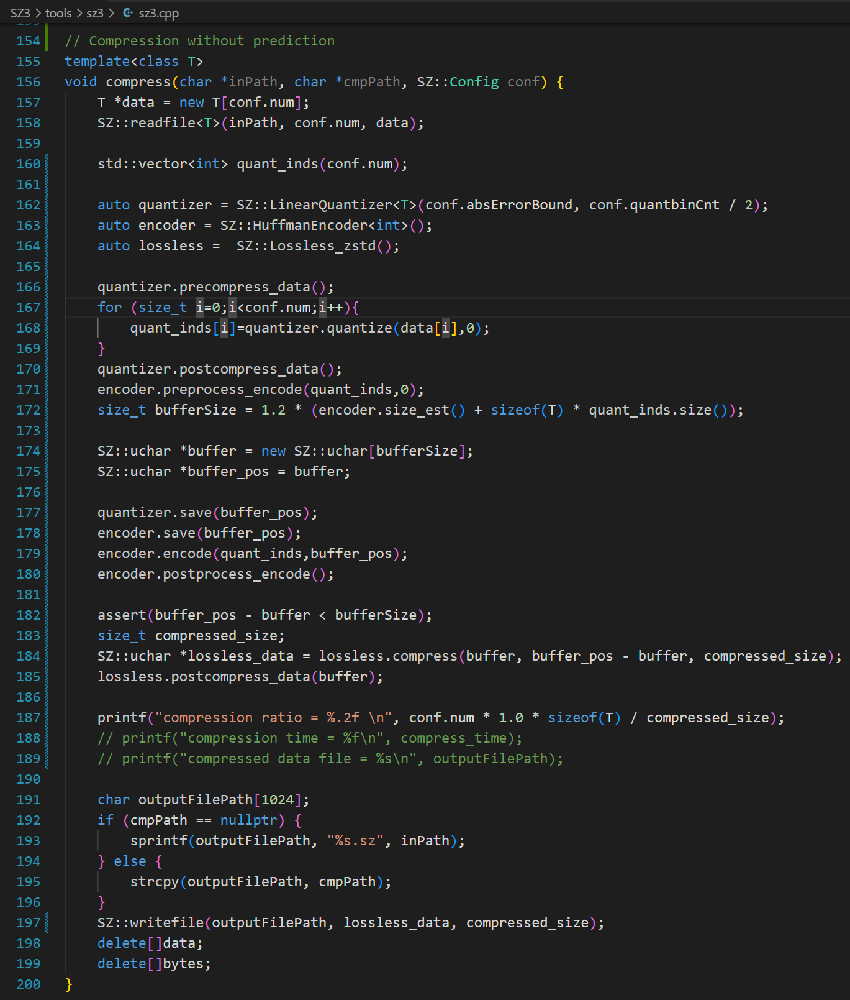 SZ3 > tools > sz3 > sz3.cpp
154 // Compression without prediction
155 template<class T>
156 void compress(char *inPath, char *cmpPath, SZ::Config conf) {
157     T *data = new T[conf.num];
158     SZ::readfile<T>(inPath, conf.num, data);
159
160     std::vector<int> quant_inds(conf.num);
161
162     auto quantizer = SZ::LinearQuantizer<T>(conf.absErrorBound, conf.quantbinCnt / 2);
163     auto encoder = SZ::HuffmanEncoder<int>();
164     auto lossless =  SZ::Lossless_zstd();
165
166     quantizer.precompress_data();
167     for (size_t i=0;i<conf.num;i++){
168         quant_inds[i]=quantizer.quantize(data[i],0);
169     }
170     quantizer.postcompress_data();
171     encoder.preprocess_encode(quant_inds,0);
172     size_t bufferSize = 1.2 * (encoder.size_est() + sizeof(T) * quant_inds.size());
173
174     SZ::uchar *buffer = new SZ::uchar[bufferSize];
175     SZ::uchar *buffer_pos = buffer;
176
177     quantizer.save(buffer_pos);
178     encoder.save(buffer_pos);
179     encoder.encode(quant_inds,buffer_pos);
180     encoder.postprocess_encode();
181
182     assert(buffer_pos - buffer < bufferSize);
183     size_t compressed_size;
184     SZ::uchar *lossless_data = lossless.compress(buffer, buffer_pos - buffer, compressed_size);
185     lossless.postcompress_data(buffer);
186
187     printf("compression ratio = %.2f \n", conf.num * 1.0 * sizeof(T) / compressed_size);
188     // printf("compression time = %f\n", compress_time);
189     // printf("compressed data file = %s\n", outputFilePath);
190
191     char outputFilePath[1024];
192     if (cmpPath == nullptr) {
193         sprintf(outputFilePath, "%s.sz", inPath);
194     } else {
195         strcpy(outputFilePath, cmpPath);
196     }
197     SZ::writefile(outputFilePath, lossless_data, compressed_size);
198     delete[]data;
199     delete[]bytes;
200 }